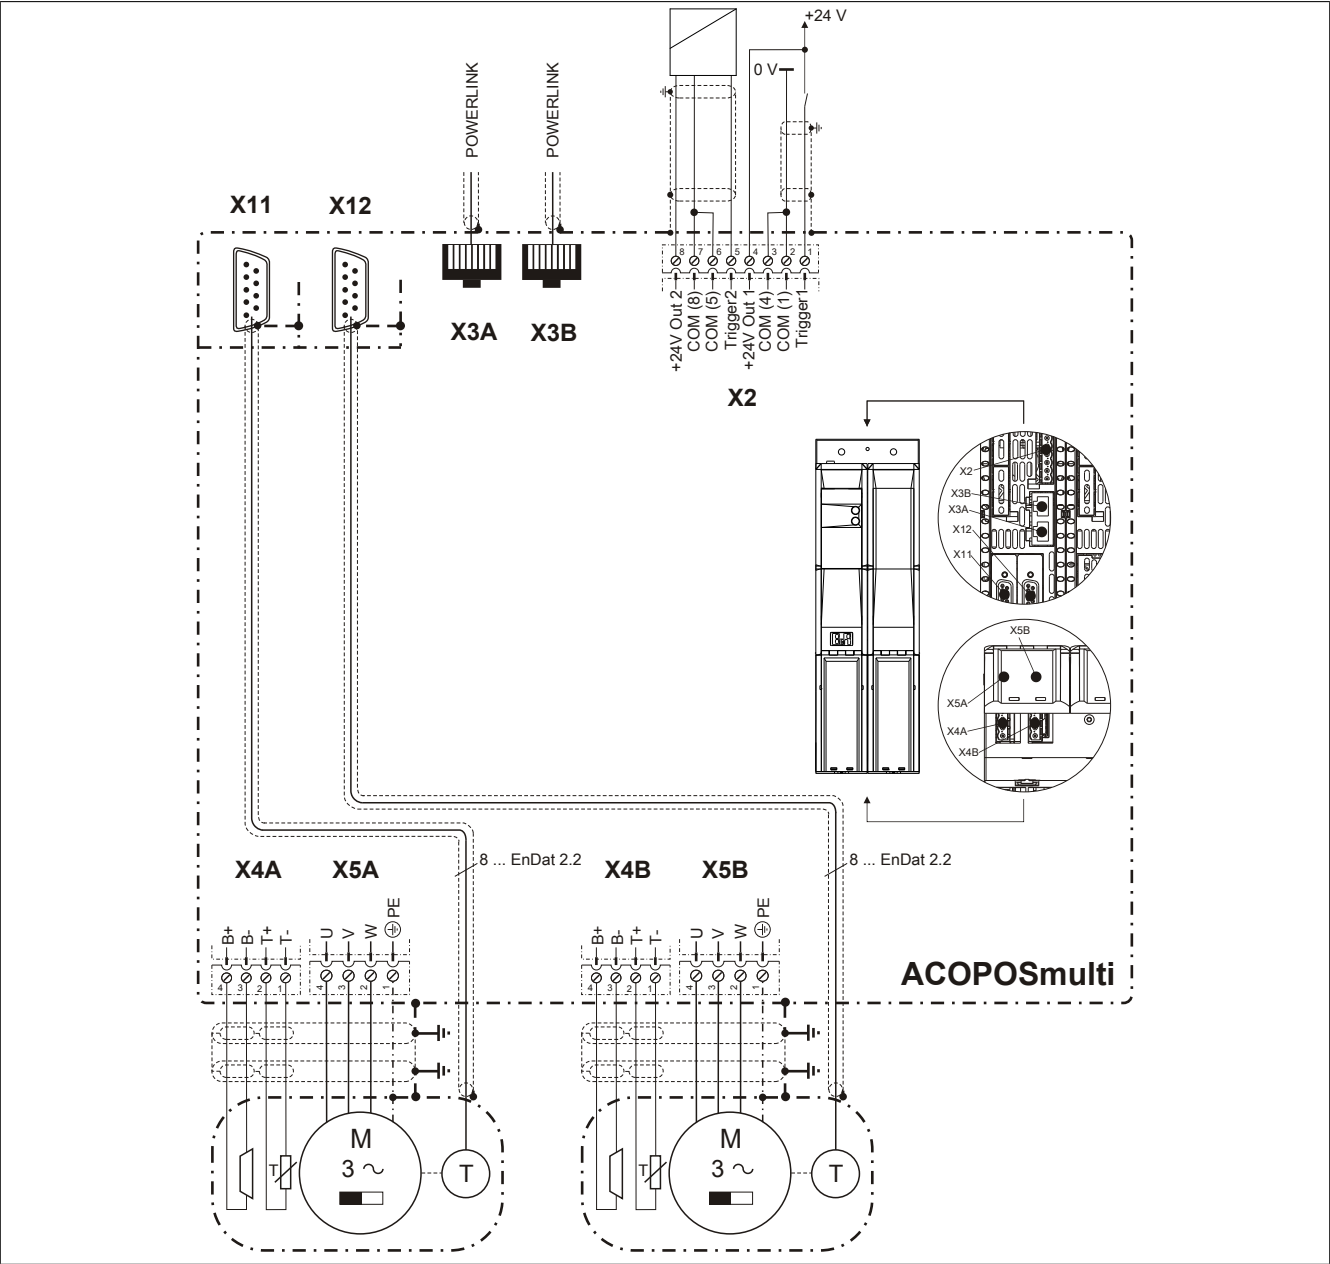 +24 V
0 V
POWERLINK
POWERLINK
X11
X12
8
7
6
5
4
3
2
1
+24V Out 2
COM (8)
COM (5)
Trigger2
+24V Out 1
COM (4)
COM (1)
Trigger1
X3A
X3B
X2
X2
X3B
X3A
X12
X11
X5B
X5A
X4A
X4B
8 ... EnDat 2.2
8 ... EnDat 2.2
X4A
X5A
X4B
X5B
B+
B-
T+
T-
U
V
W
PE
B+
B-
T+
T-
U
V
W
PE
4
3
2
1
4
3
2
1
4
3
2
1
4
3
2
1
ACOPOSmulti
M
3 ~
T
T
M
3 ~
T
T